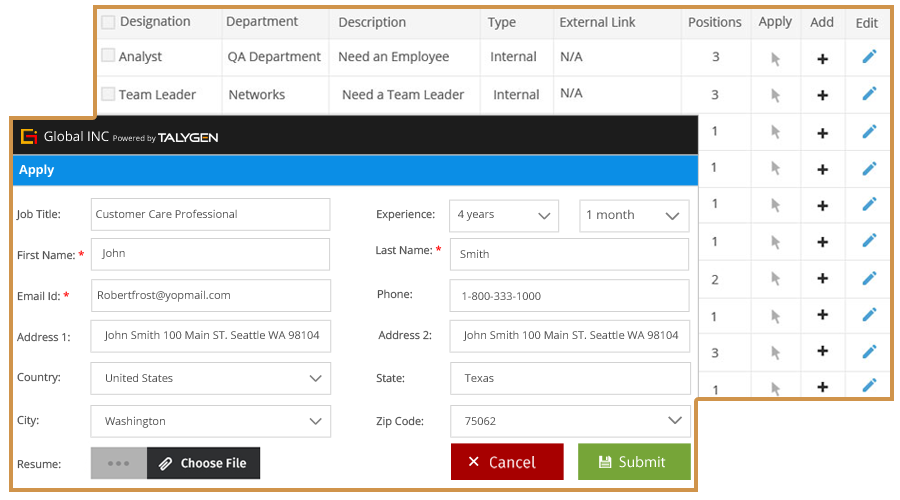 Designation Department Description Type External Link Positions Apply Add Edit
Analyst QA Department Need an Employee Internal N/A 3
Team Leader Networks Need a Team Leader Internal N/A 3
Global INC Powered by TALYGEN
1
Apply
1
Job Title: Customer Care Professional Experience: 4 years 1 month
1
First Name: * John Last Name: * Smith
1
Email Id: * Robertfrost@yopmail.com Phone: 1-800-333-1000
2
Address 1: John Smith 100 Main ST. Seattle WA 98104 Address 2: John Smith 100 Main ST. Seattle WA 98104
1
3
Country: United States State: Texas
1
City: Washington Zip Code: 75062
Resume: Choose File Cancel Submit